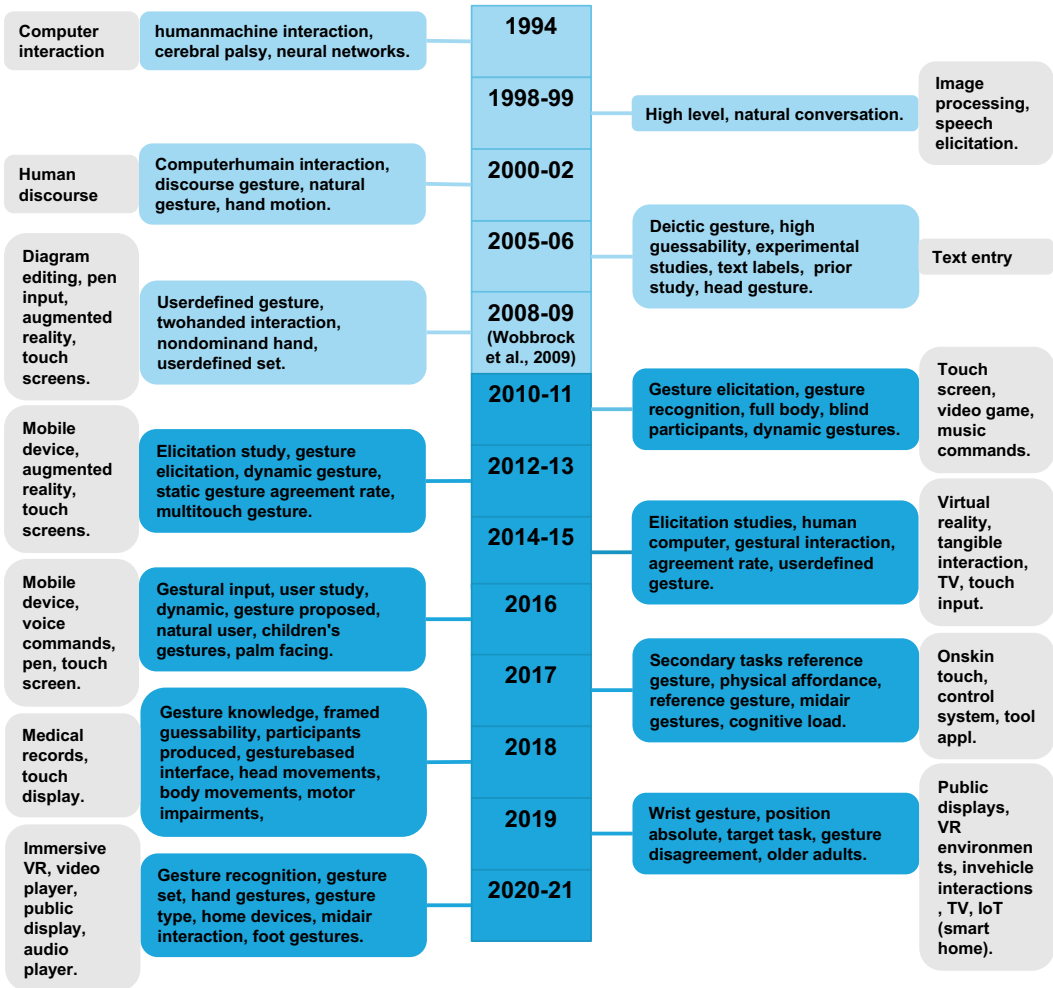 Computer
interaction
humanmachine interaction,
cerebral palsy, neural networks.
1994
1998-99
High level, natural conversation.
Image
processing,
speech
elicitation.
Human
discourse
Computerhumain interaction,
discourse gesture, natural
gesture, hand motion.
2000-02
2005-06
Deictic gesture, high
guessability, experimental
studies, text labels, prior
study, head gesture.
Text entry
Diagram
editing, pen
input,
augmented
reality,
touch
screens.
Userdefined gesture,
twohanded interaction,
nondominand hand,
userdefined set.
2008-09
(Wobbrock
et al., 2009)
2010-11
Gesture elicitation, gesture
recognition, full body, blind
participants, dynamic gestures.
Touch
screen,
video game,
music
commands.
Mobile
device,
augmented
reality,
touch
screens.
Elicitation study, gesture
elicitation, dynamic gesture,
static gesture agreement rate,
multitouch gesture.
2012-13
2014-15
Elicitation studies, human
computer, gestural interaction,
agreement rate, userdefined
gesture.
Virtual
reality,
tangible
interaction,
TV, touch
input.
Mobile
device,
voice
commands,
pen, touch
screen.
Gestural input, user study,
dynamic, gesture proposed,
natural user, children's
gestures, palm facing.
2016
2017
Secondary tasks reference
gesture, physical affordance,
reference gesture, midair
gestures, cognitive load.
Onskin
touch,
control
system, tool
appl.
Medical
records,
touch
display.
Gesture knowledge, framed
guessability, participants
produced, gesturebased
interface, head movements,
body movements, motor
impairments,
2018
2019
Wrist gesture, position
absolute, target task, gesture
disagreement, older adults.
Public
displays,
VR
environmen
ts, invehicle
interactions
, TV, IoT
(smart
home).
Immersive
VR, video
player,
public
display,
audio
player.
Gesture recognition, gesture
set, hand gestures, gesture
type, home devices, midair
interaction, foot gestures.
2020-21